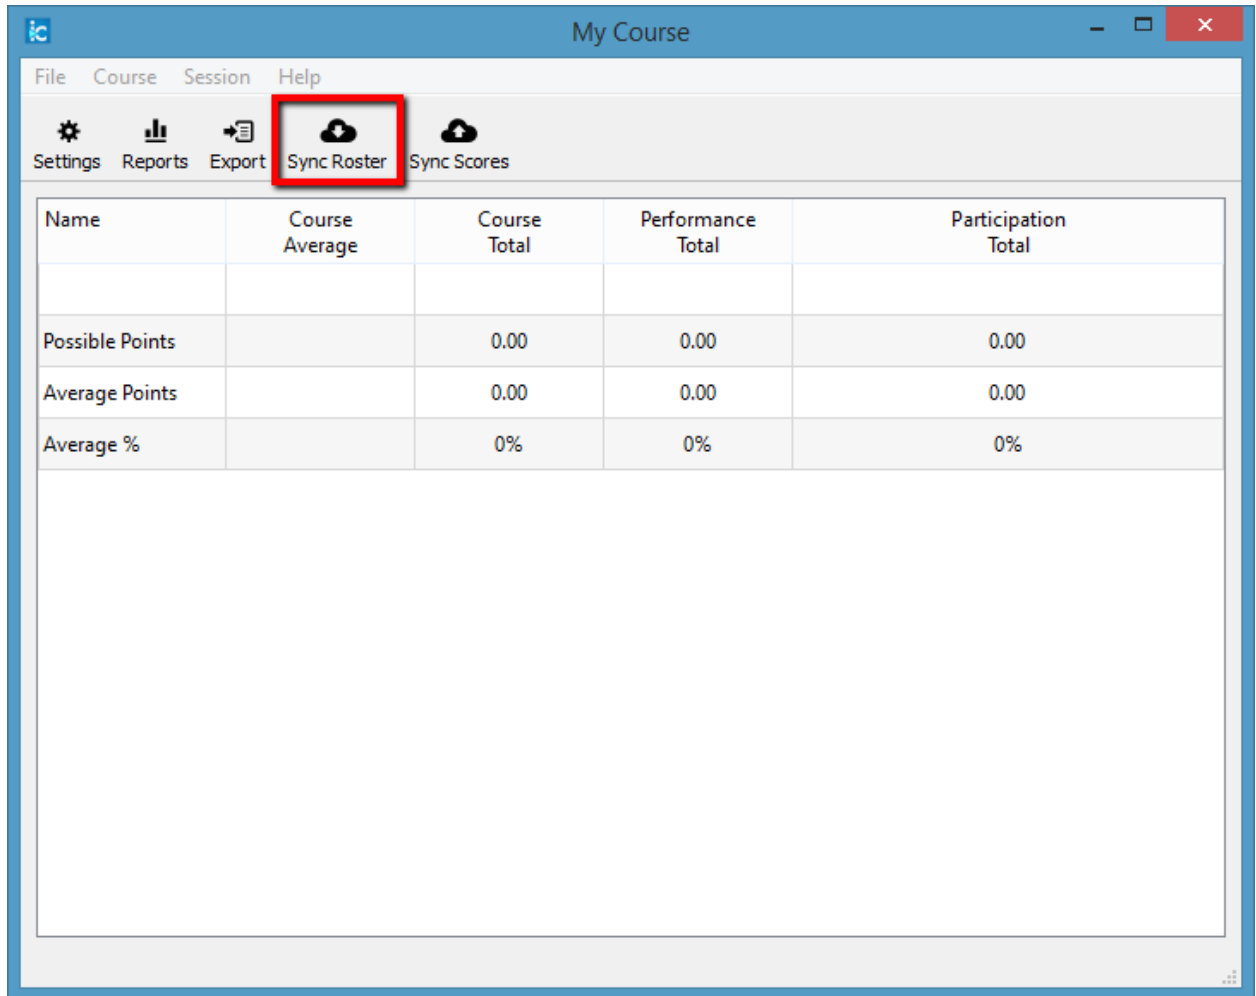 ic
My Course
File Course Session Help
Settings Reports Export Sync Roster Sync Scores
Name Course Average Course Total Performance Total Participation Total
Possible Points 0.00 0.00 0.00
Average Points 0.00 0.00 0.00
Average % 0% 0% 0%